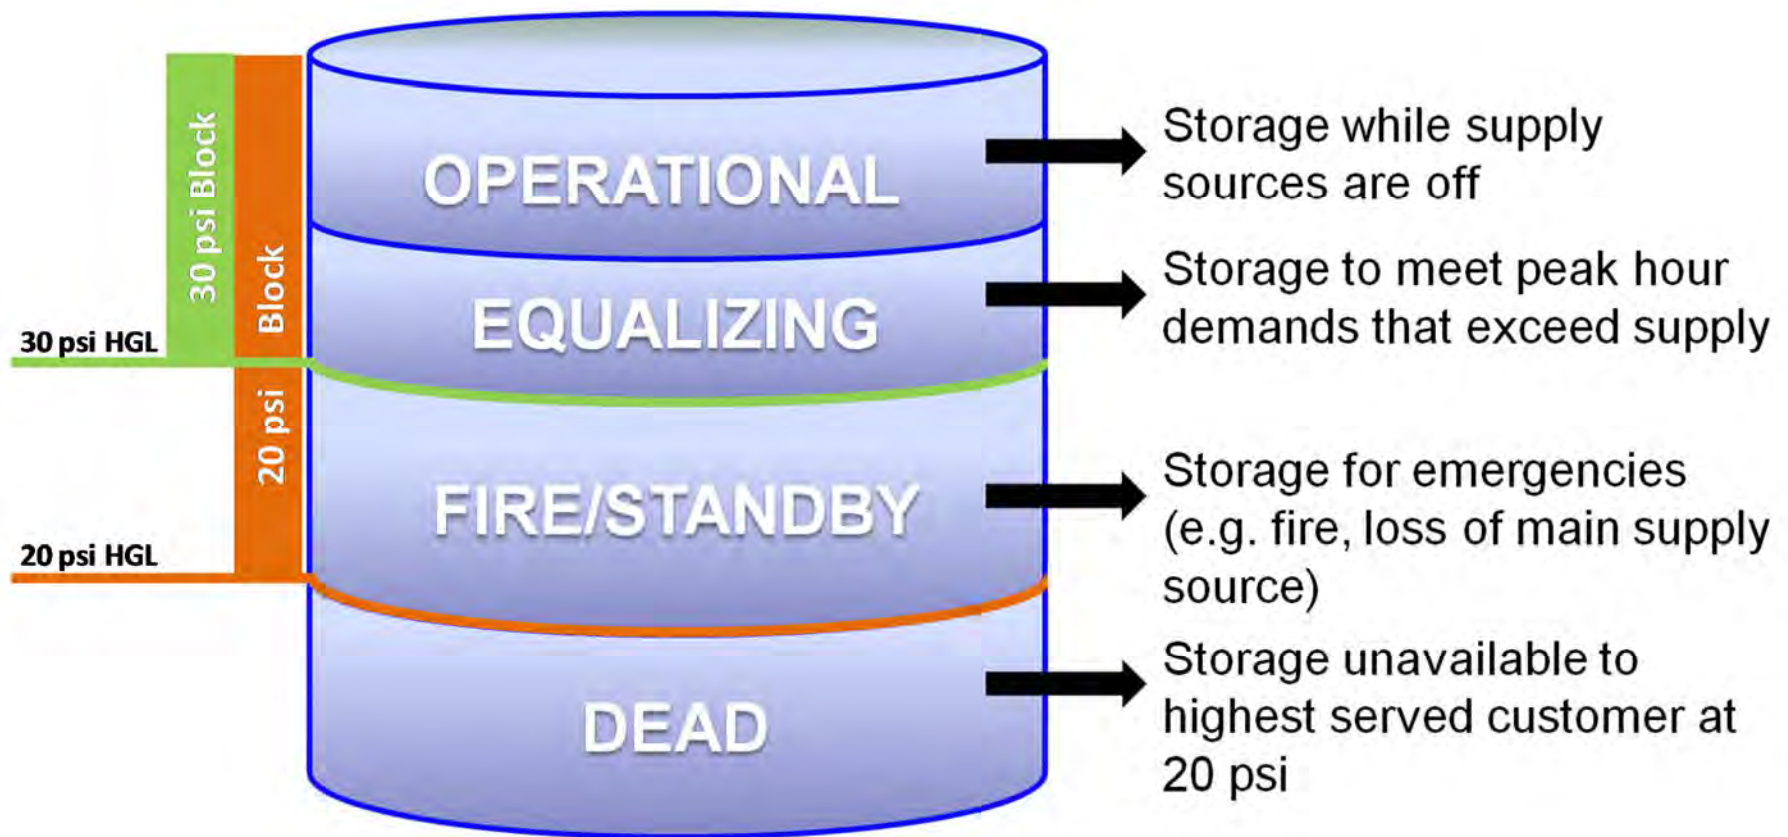 30 psi Block
20 psi Block
30 psi HGL
20 psi HGL
OPERATIONAL
Storage while supply
sources are off
EQUALIZING
Storage to meet peak hour
demands that exceed supply
FIRE/STANDBY
Storage for emergencies
(e.g. fire, loss of main supply
source)
DEAD
Storage unavailable to
highest served customer at
20 psi